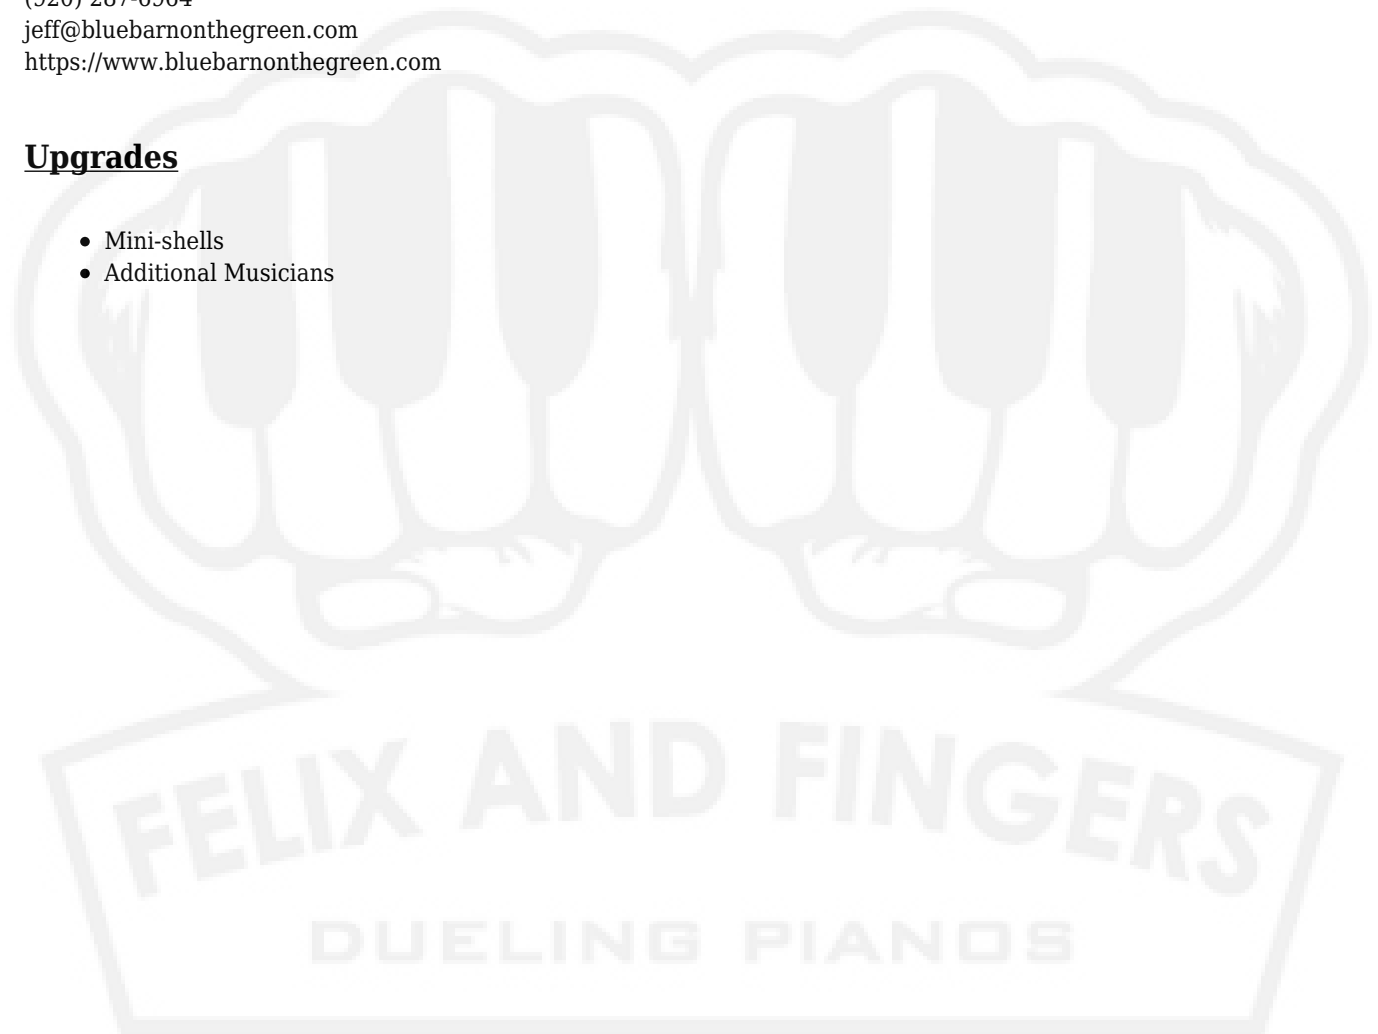 jeff@bluebarnonthegreen.com
https://www.bluebarnonthegreen.com
Upgrades
Mini-shells
Additional Musicians
FELIX AND FINGERS
DUELING PIANOS